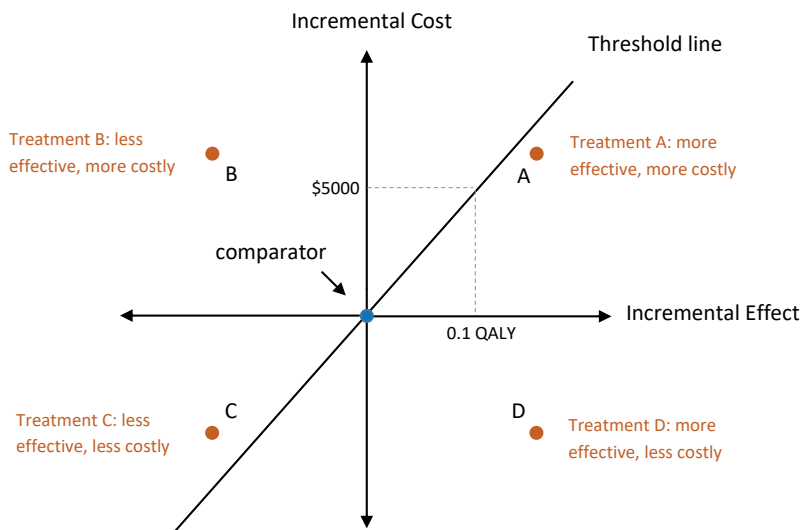 Incremental Cost
Threshold line
Treatment B: less
effective, more costly
B
Treatment A: more
effective, more costly
A
$5000
comparator
Incremental Effect
0.1 QALY
Treatment C: less
effective, less costly
C
D
Treatment D: more
effective, less costly